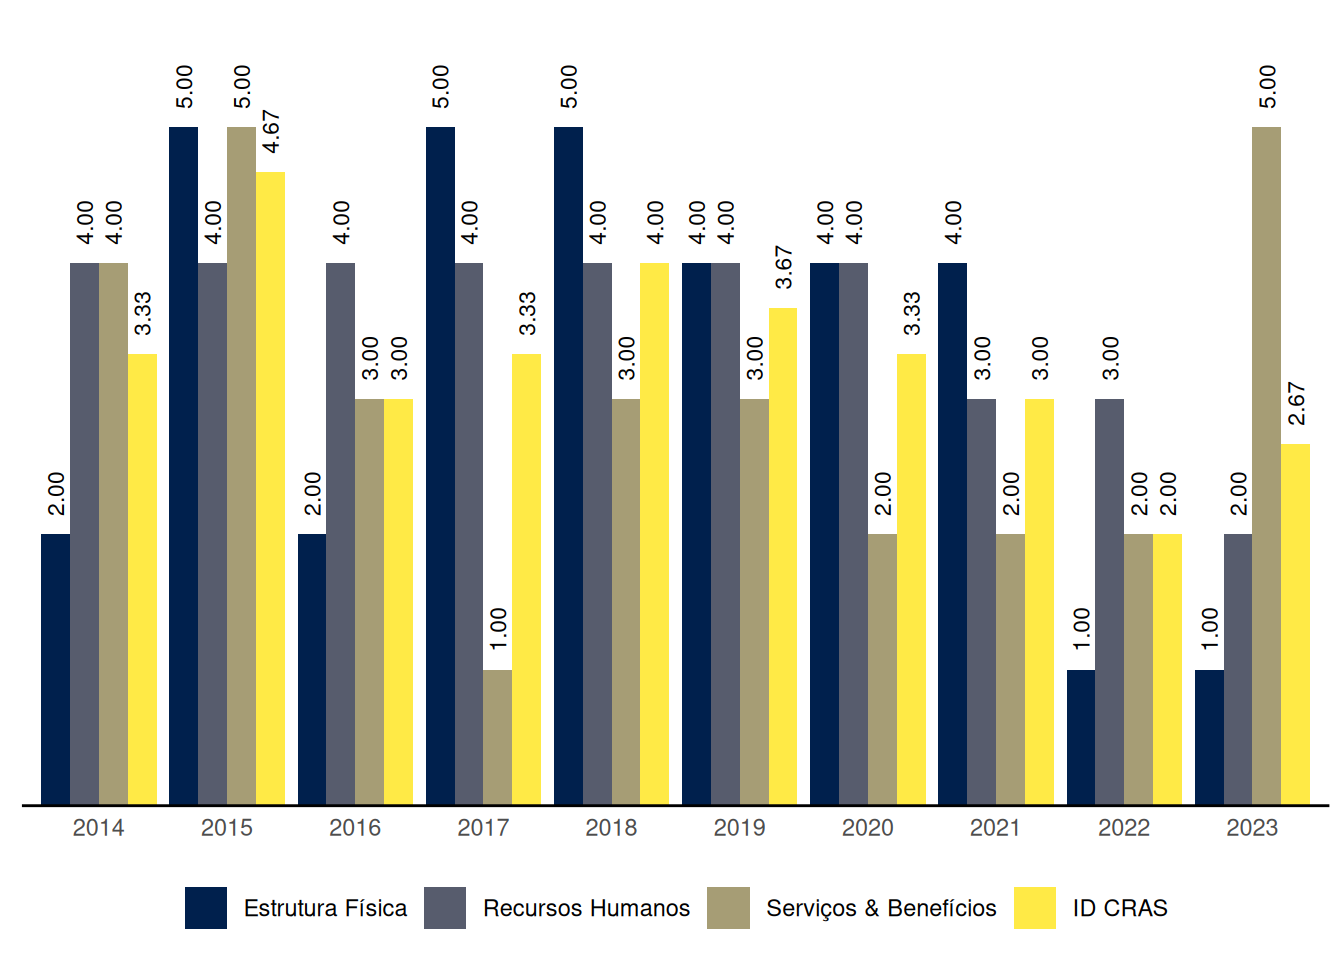 2.00 4.00 4.00 3.33
5.00 4.00 5.00 4.67
2.00 4.00 3.00 3.00
5.00 4.00 1.00 3.33
5.00 4.00 3.00 4.00
4.00 4.00 3.00 3.67
4.00 4.00 2.00 3.33
4.00 3.00 2.00 3.00
1.00 3.00 2.00 2.00
1.00 2.00 5.00 2.67
2014 2015 2016 2017 2018 2019 2020 2021 2022 2023
Estrutura Física Recursos Humanos Serviços & Benefícios ID CRAS